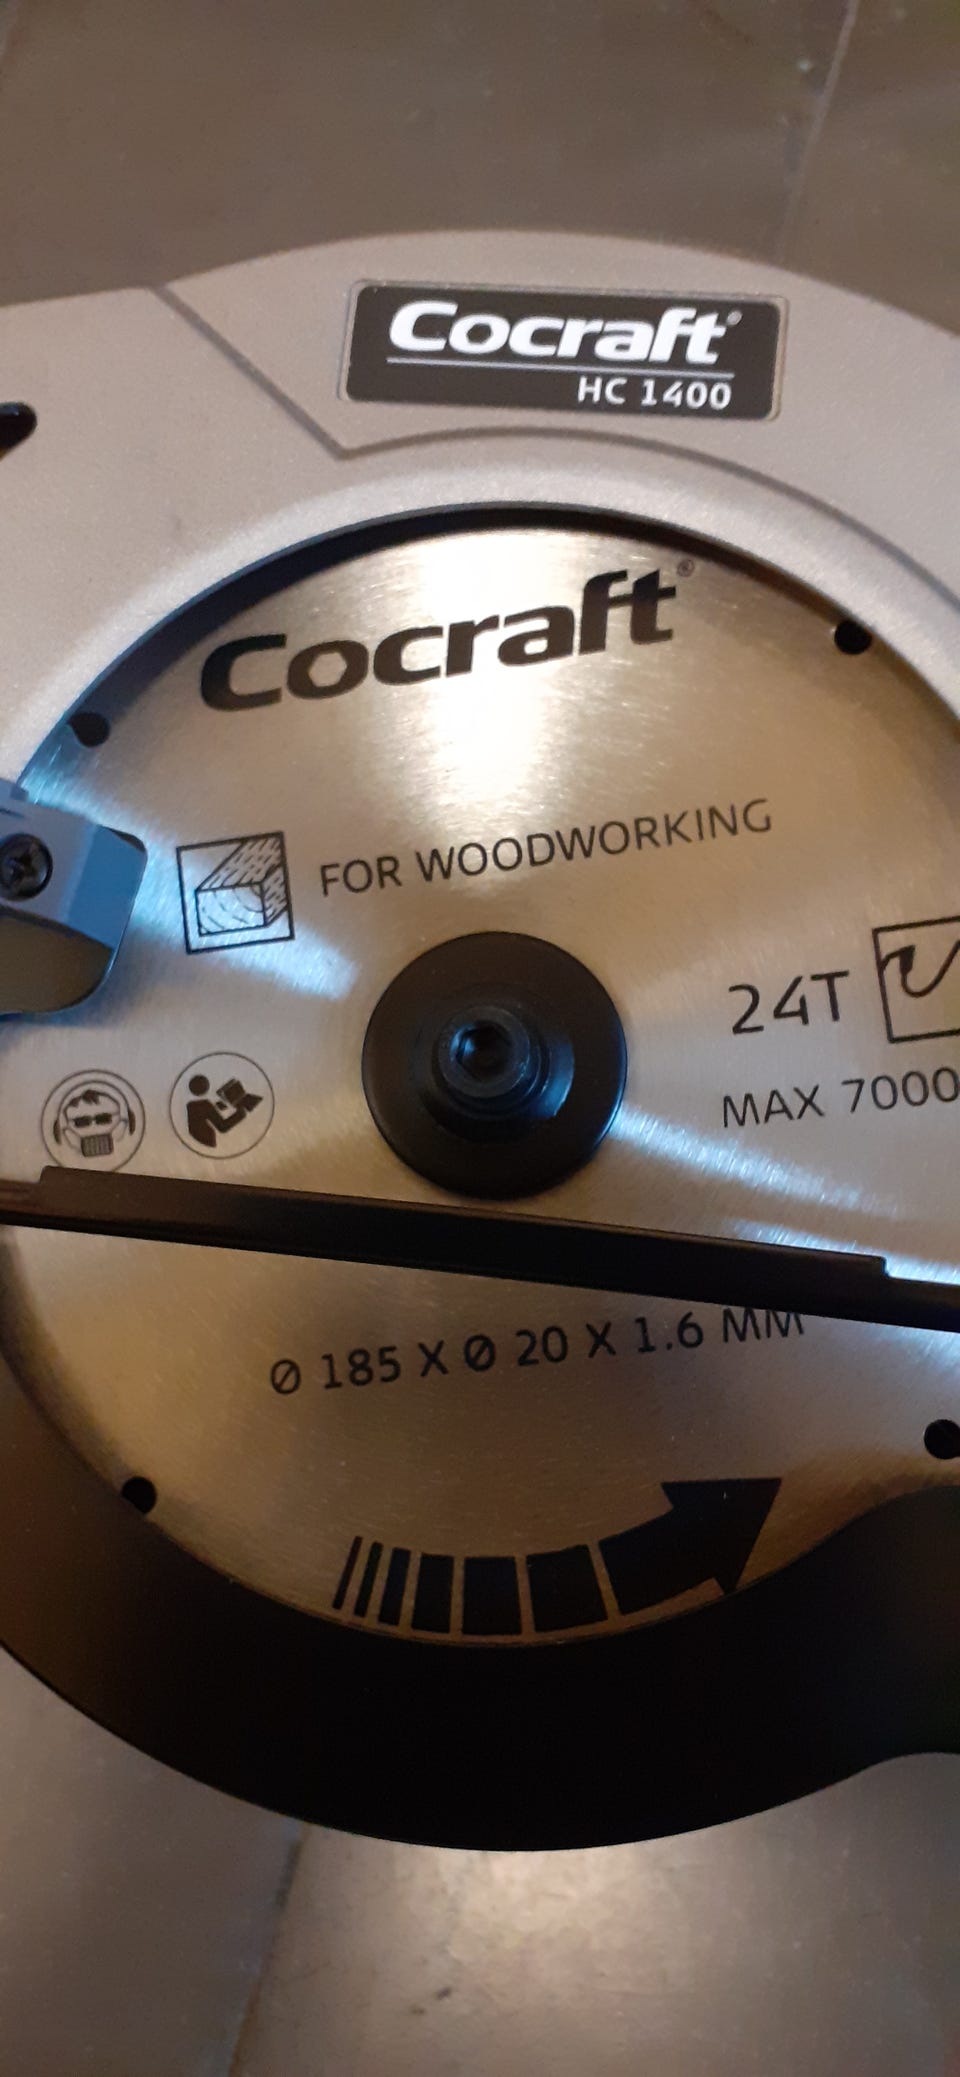 Cocraft®
HC 1400
Cocraft®
FOR WOODWORKING
24T
MAX 7000
Ø 185 X Ø 20 X 1.6 MM